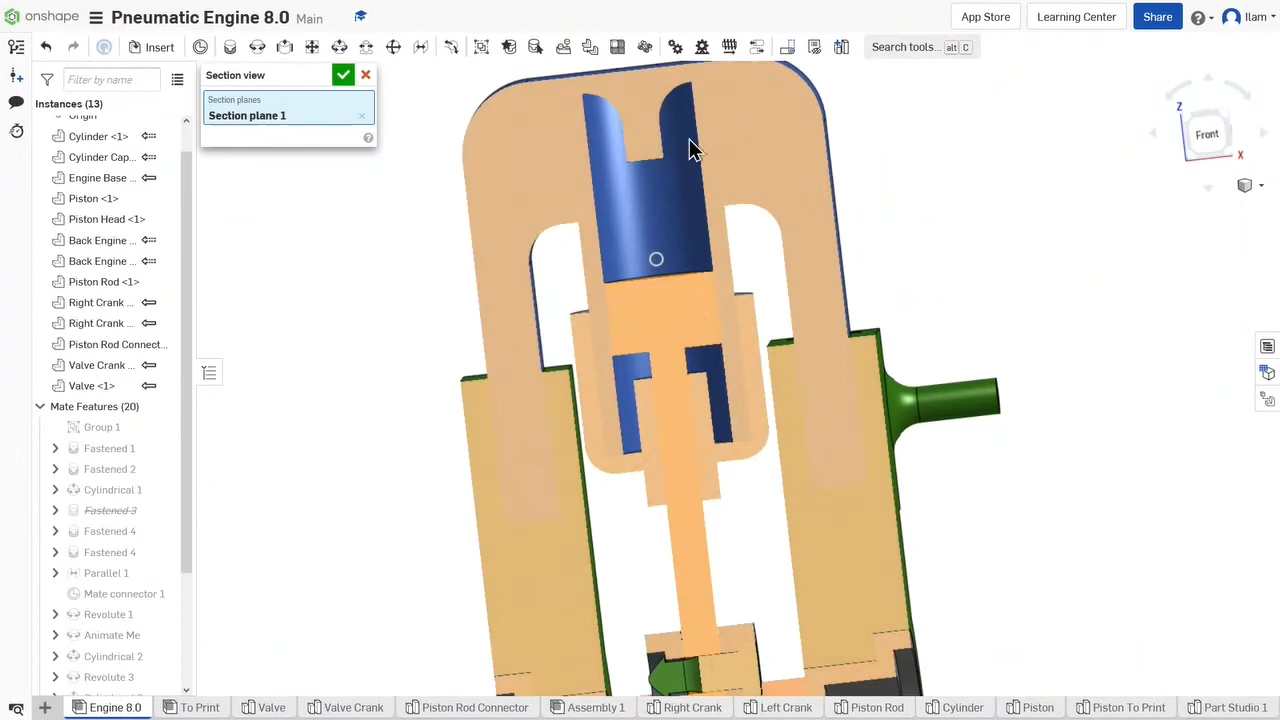 onshape
Pneumatic Engine 8.0 Main
App Store
Learning Center
Share
Ilam
Insert
Search tools... alt C
Filter by name
Section view
Section planes
Section plane 1
Instances (13)
Origin
Cylinder <1>
Cylinder Cap...
Engine Base ...
Piston <1>
Piston Head <1>
Back Engine ...
Back Engine ...
Piston Rod <1>
Right Crank ...
Right Crank ...
Piston Rod Connect...
Valve Crank ...
Valve <1>
Mate Features (20)
Group 1
Fastened 1
Fastened 2
Cylindrical 1
Fastened 3
Fastened 4
Fastened 4
Parallel 1
Mate connector 1
Revolute 1
Animate Me
Cylindrical 2
Revolute 3
Z
Front
X
Engine 8.0
To Print
Valve
Valve Crank
Piston Rod Connector
Assembly 1
Right Crank
Left Crank
Piston Rod
Cylinder
Piston
Piston To Print
Part Studio 1